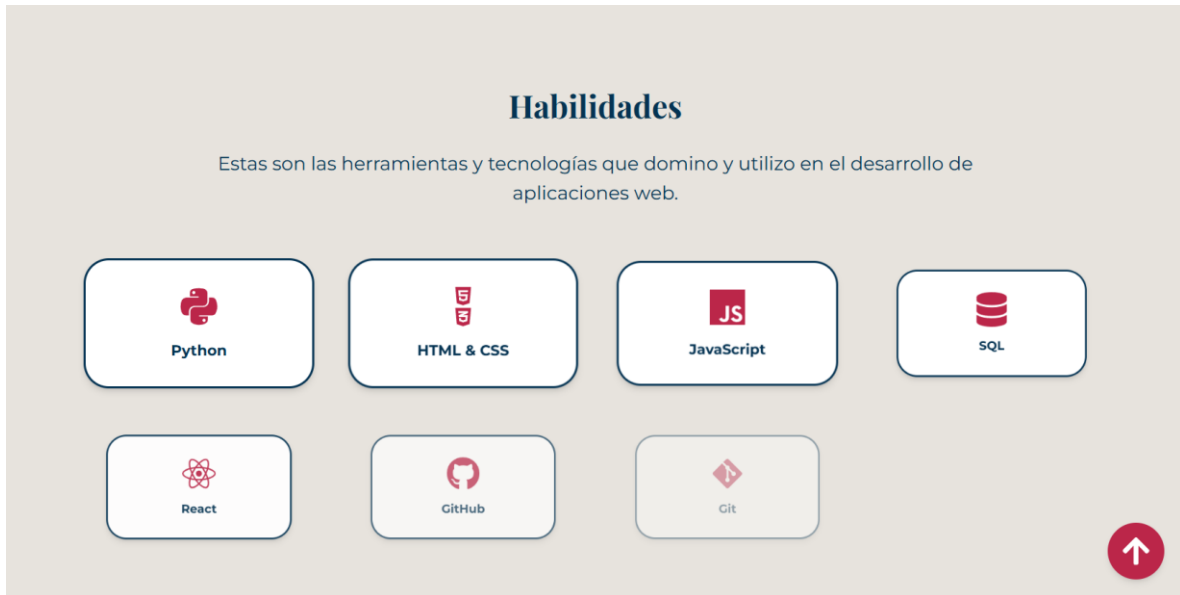 Habilidades
Estas son las herramientas y tecnologías que domino y utilizo en el desarrollo de
aplicaciones web.
Python
HTML & CSS
JS
JavaScript
SQL
React
GitHub
Git